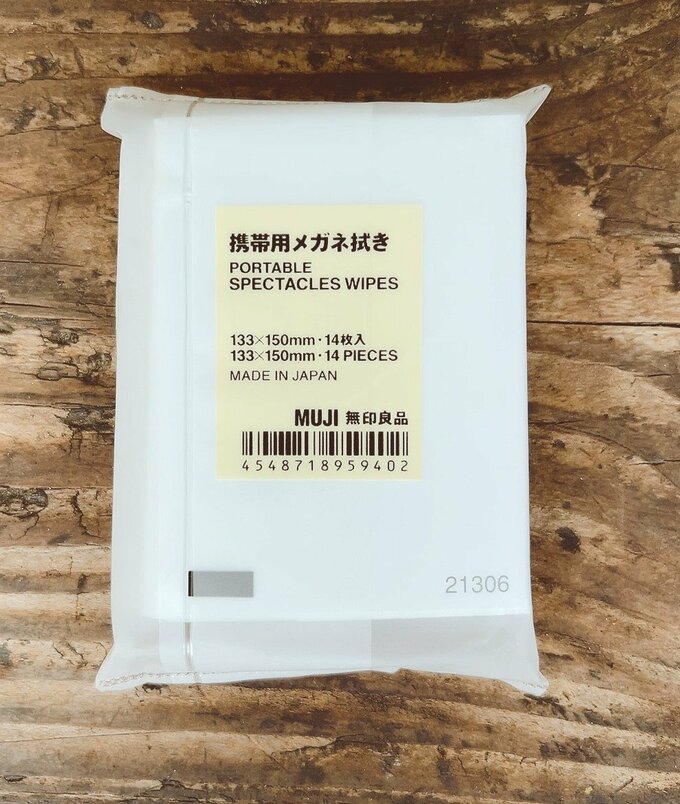 携帯用メガネ拭き
PORTABLE
SPECTACLES WIPES
133×150mm・14枚入
133×150mm・14 PIECES
MADE IN JAPAN
MUJI 無印良品
4548718959402
21306